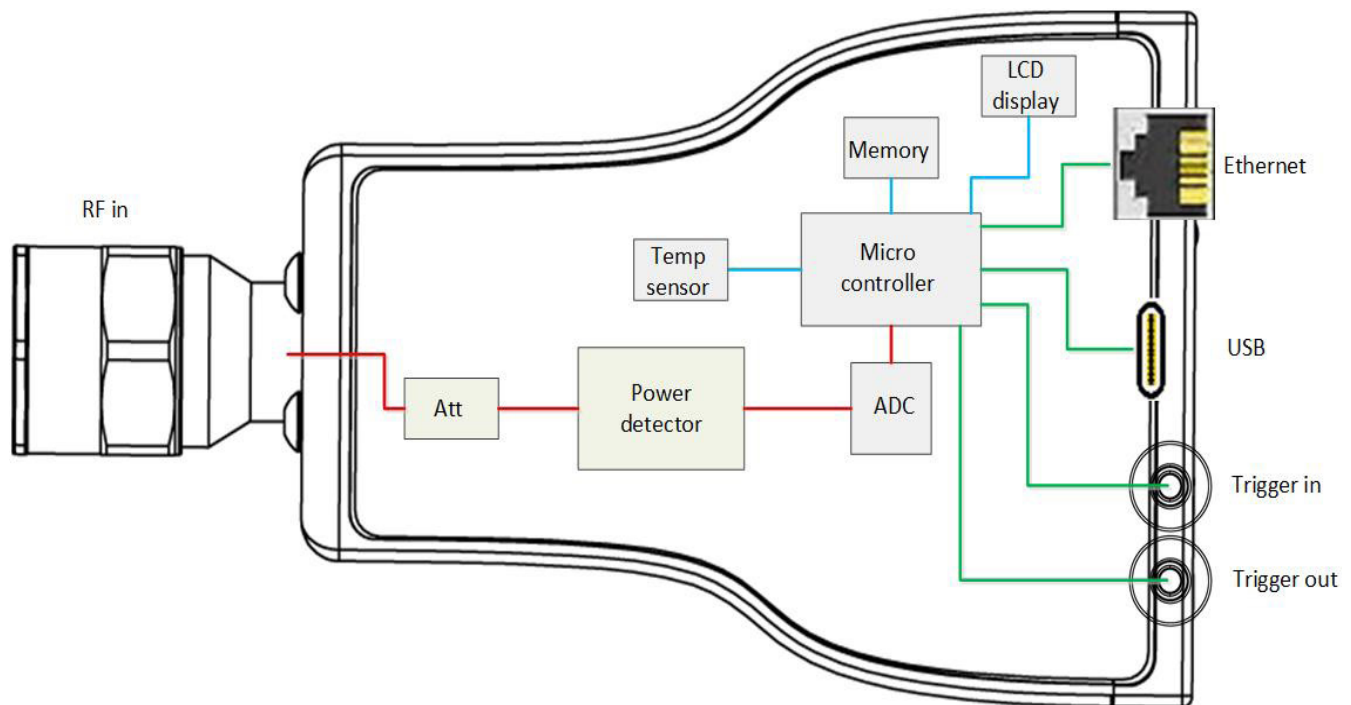 LCD
display
Memory
Ethernet
RF in
Micro
controller
Temp
sensor
USB
Power
detector
Att
ADC
Trigger in
Trigger out